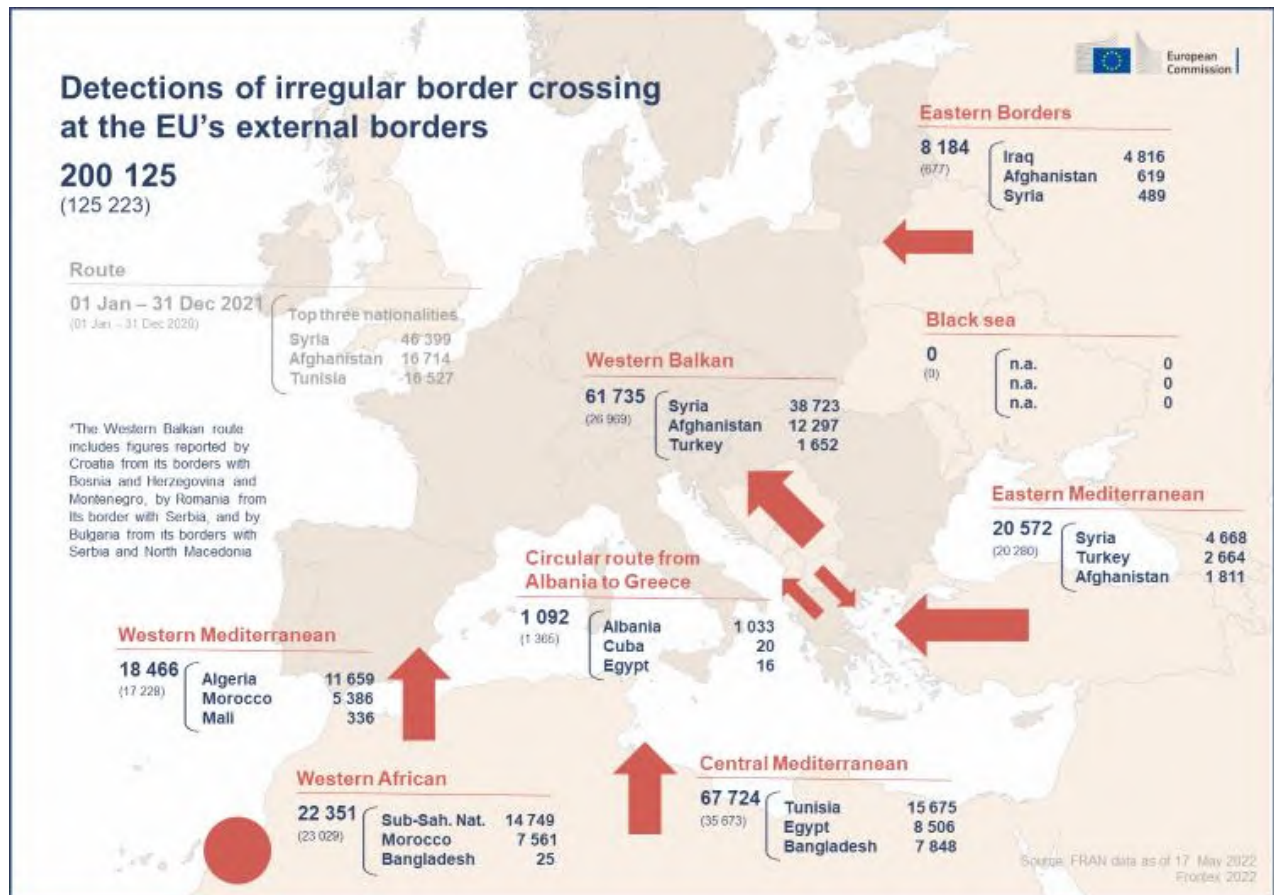 Detections of irregular border crossing
at the EU's external borders
200 125
(125 223)
European
Commission
Route
01 Jan – 31 Dec 2021
(01 Jan – 31 Dec 2020)
Top three nationalities
Syria 46 399
Afghanistan 16 714
Tunisia 16 527
*The Western Balkan route
includes figures reported by
Croatia from its borders with
Bosnia and Herzegovina and
Montenegro, by Romania from
Its border with Serbia, and by
Bulgaria from its borders with
Serbia and North Macedonia
Eastern Borders
8 184
(677)
Iraq 4 816
Afghanistan 619
Syria 489
Black sea
0
(0)
n.a. 0
n.a. 0
n.a. 0
Western Balkan
61 735
(26 969)
Syria 38 723
Afghanistan 12 297
Turkey 1 652
Eastern Mediterranean
20 572
(20 280)
Syria 4 668
Turkey 2 664
Afghanistan 1 811
Circular route from
Albania to Greece
1 092
(1 365)
Albania 1 033
Cuba 20
Egypt 16
Western Mediterranean
18 466
(17 228)
Algeria 11 659
Morocco 5 386
Mali 336
Western African
22 351
(23 029)
Sub-Sah. Nat. 14 749
Morocco 7 561
Bangladesh 25
Central Mediterranean
67 724
(35 673)
Tunisia 15 675
Egypt 8 506
Bangladesh 7 848
Source: FRAN data as of 17 May 2022
Frontex 2022